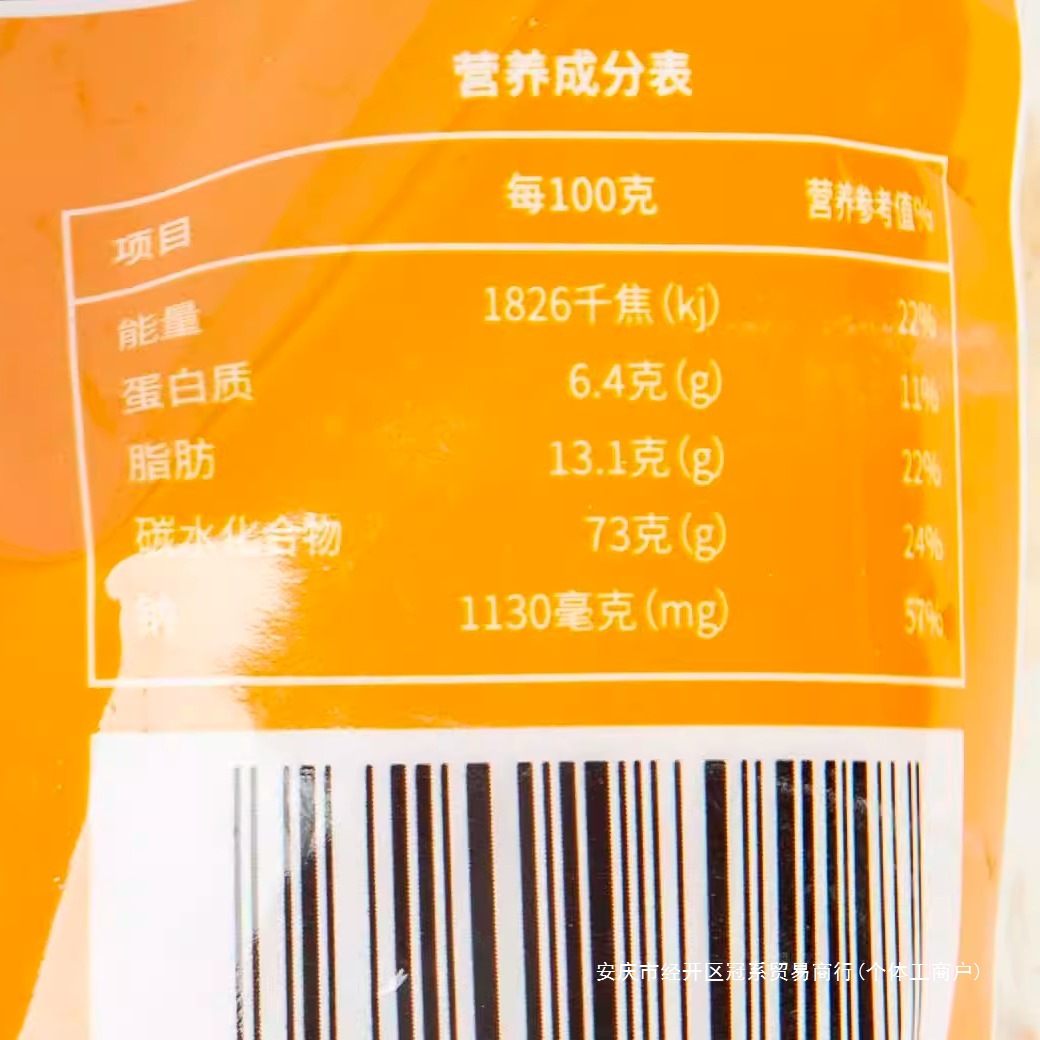 营养成分表
项目 每100克 营养参考值%
能量 1826千焦(kj) 22%
蛋白质 6.4克(g) 11%
脂肪 13.1克(g) 22%
碳水化合物 73克(g) 24%
钠 1130毫克(mg) 57%
安庆市经开区冠系贸易商行(个体工商户)